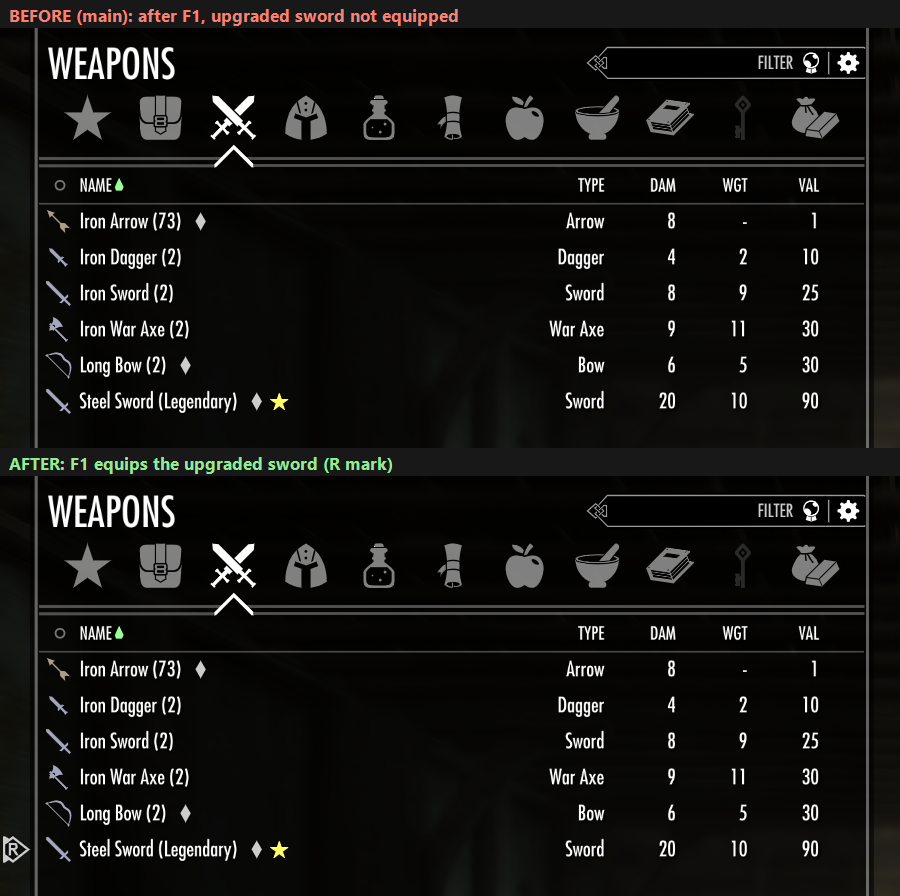 BEFORE (main): after F1, upgraded sword not equipped
WEAPONS
FILTER
NAME TYPE DAM WGT VAL
Iron Arrow (73) Arrow 8 - 1
Iron Dagger (2) Dagger 4 2 10
Iron Sword (2) Sword 8 9 25
Iron War Axe (2) War Axe 9 11 30
Long Bow (2) Bow 6 5 30
Steel Sword (Legendary) Sword 20 10 90
AFTER: F1 equips the upgraded sword (R mark)
WEAPONS
FILTER
NAME TYPE DAM WGT VAL
Iron Arrow (73) Arrow 8 - 1
Iron Dagger (2) Dagger 4 2 10
Iron Sword (2) Sword 8 9 25
Iron War Axe (2) War Axe 9 11 30
Long Bow (2) Bow 6 5 30
R Steel Sword (Legendary) Sword 20 10 90